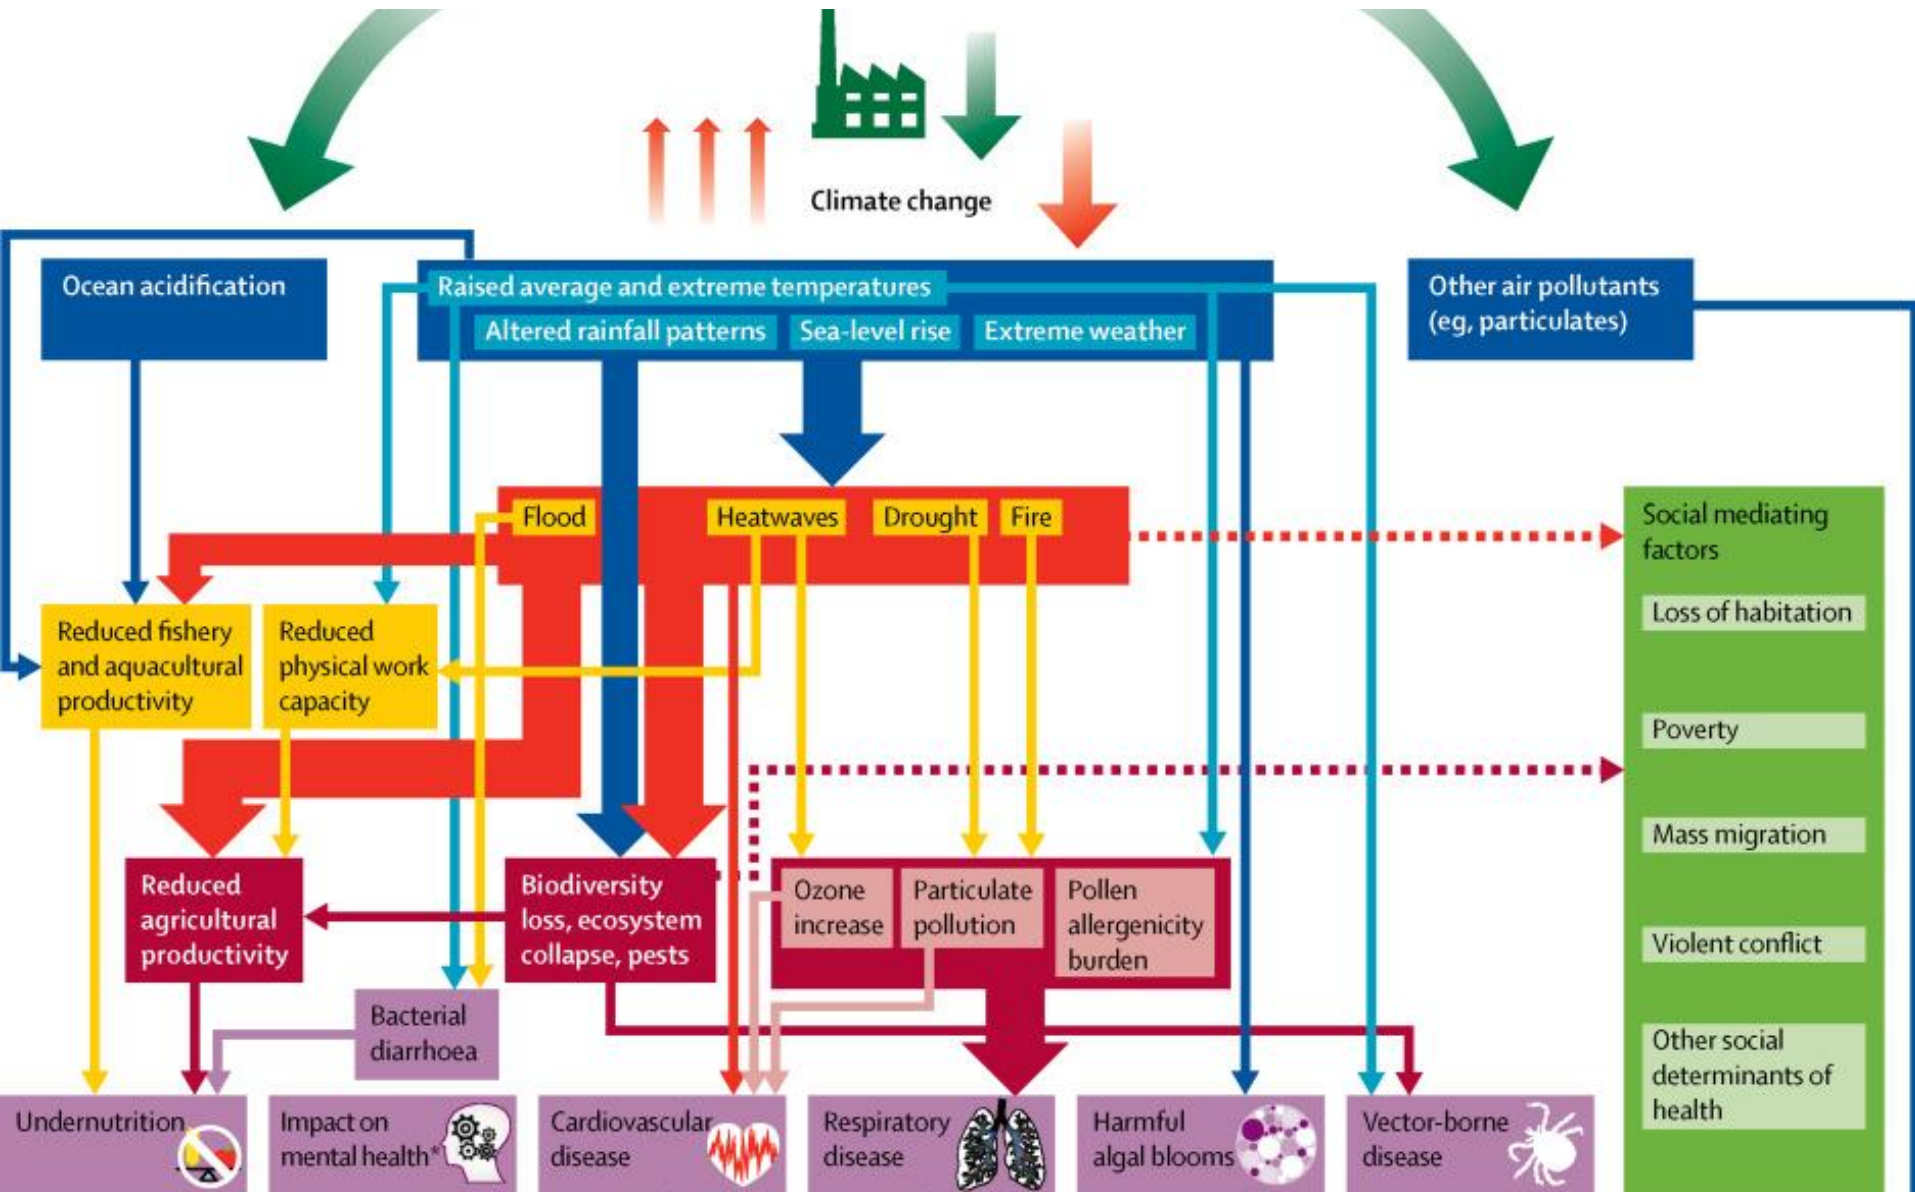 Climate change
Ocean acidification
Raised average and extreme temperatures
Altered rainfall patterns
Sea-level rise
Extreme weather
Other air pollutants
(eg, particulates)
Flood
Heatwaves
Drought
Fire
Social mediating
factors
Loss of habitation
Poverty
Mass migration
Violent conflict
Other social
determinants of
health
Reduced fishery
and aquacultural
productivity
Reduced
physical work
capacity
Reduced
agricultural
productivity
Biodiversity
loss, ecosystem
collapse, pests
Ozone
increase
Particulate
pollution
Pollen
allergenicity
burden
Bacterial
diarrhoea
Undernutrition
Impact on
mental health*
Cardiovascular
disease
Respiratory
disease
Harmful
algal blooms
Vector-borne
disease